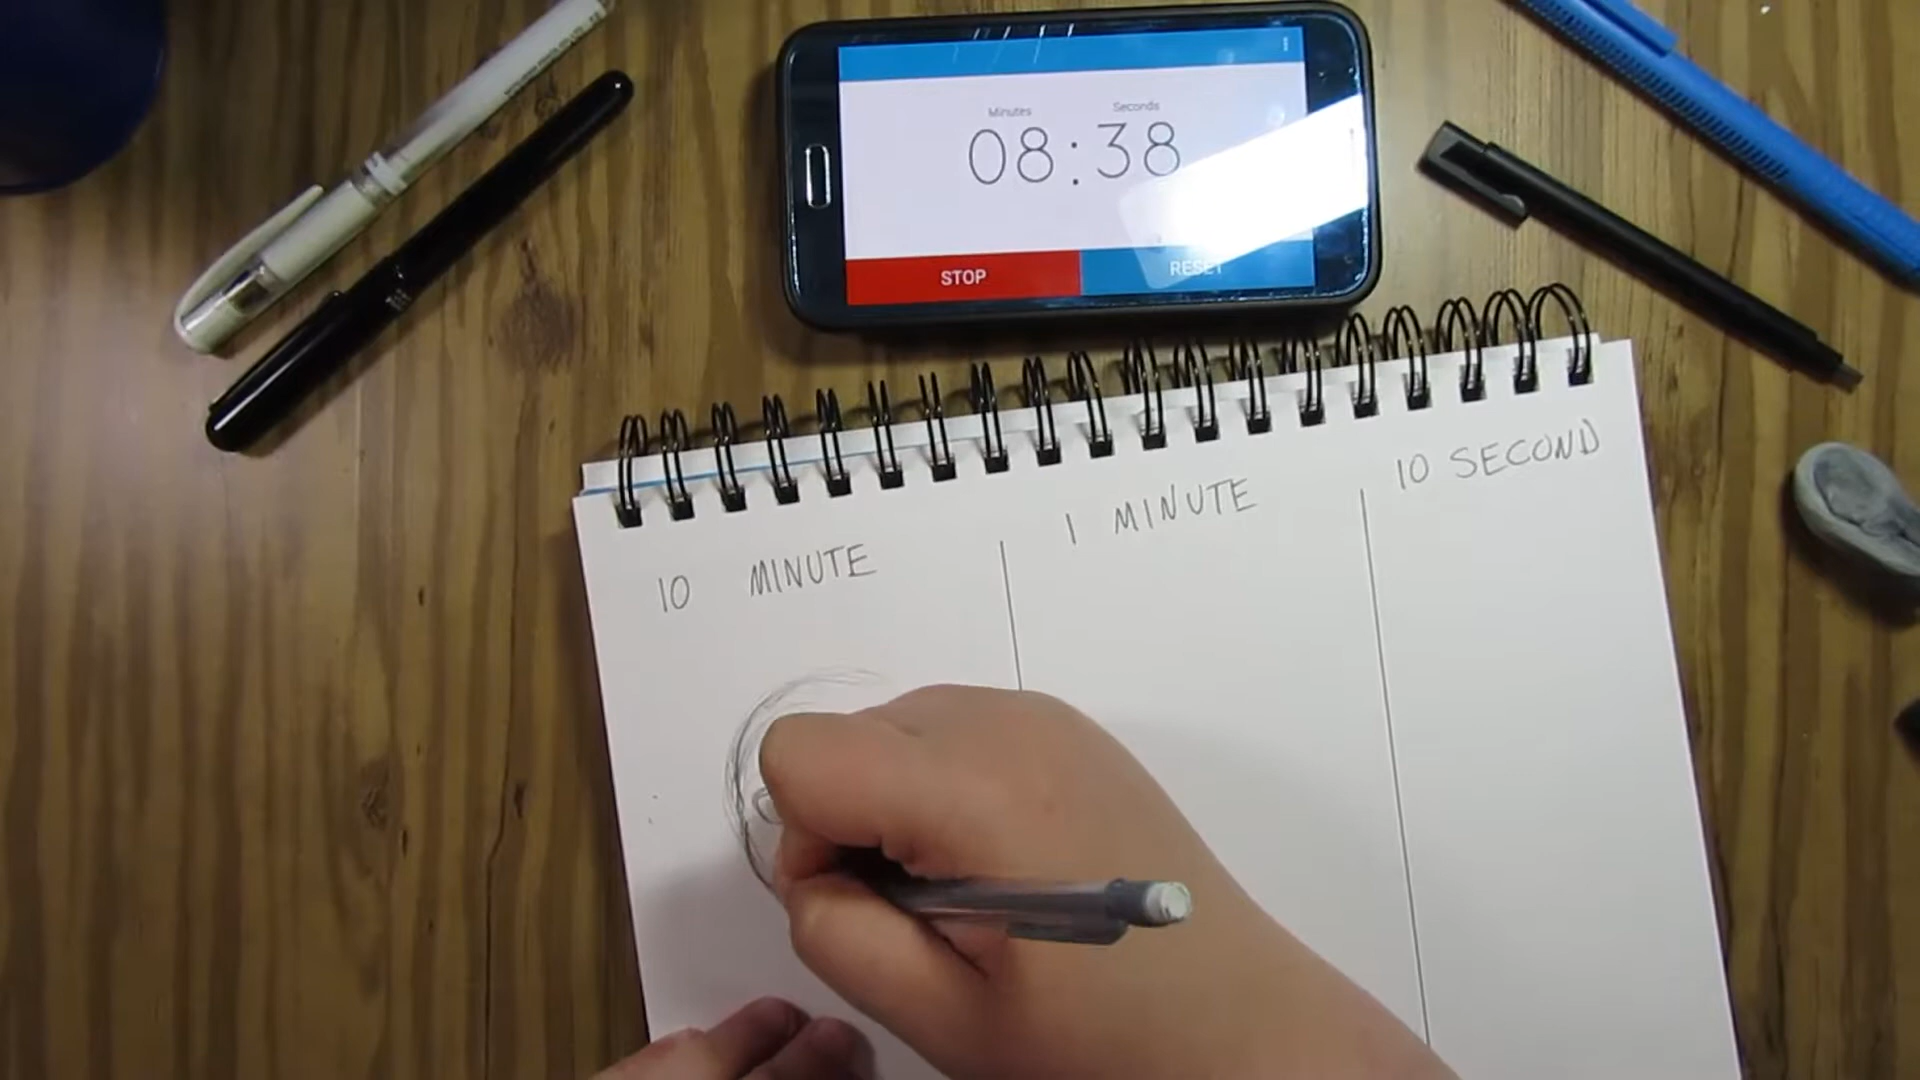 Minutes Seconds
08:38
STOP RESET
10 MINUTE
1 MINUTE
10 SECOND